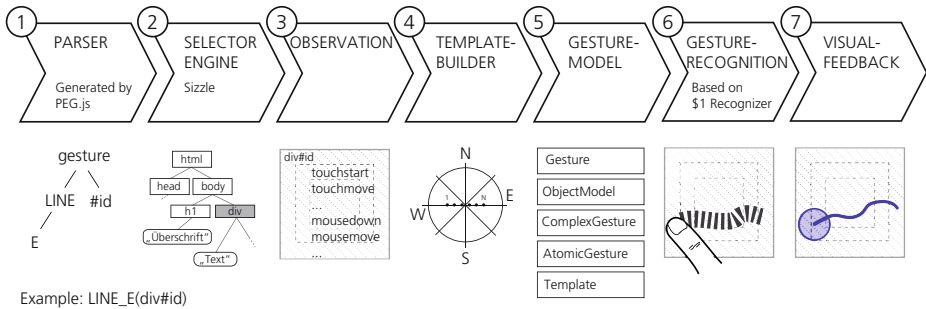 1
PARSER
Generated by
PEG.js
2
SELECTOR
ENGINE
Sizzle
3
OBSERVATION
4
TEMPLATE-
BUILDER
5
GESTURE-
MODEL
6
GESTURE-
RECOGNITION
Based on
$1 Recognizer
7
VISUAL-
FEEDBACK
gesture
LINE #id
E
html
head body
h1 div
„Überschrift“
„Text“
div#id
touchstart
touchmove
...
mousedown
mousemove
...
N
W
E
S
1 N
Gesture
ObjectModel
ComplexGesture
AtomicGesture
Template
Example: LINE_E(div#id)